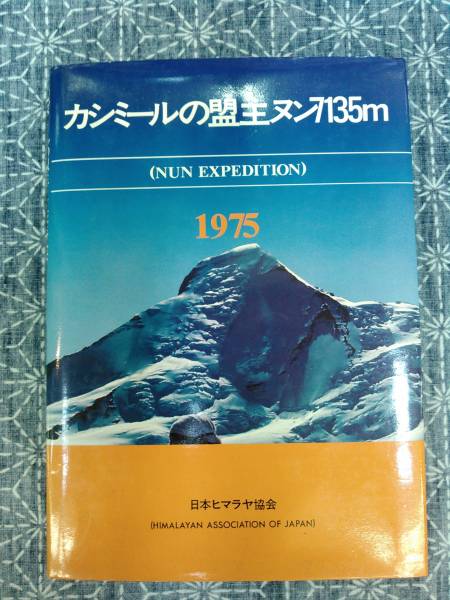 カシミールの盟主ヌン7135m
(NUN EXPEDITION)
1975
日本ヒマラヤ協会
(HIMALAYAN ASSOCIATION OF JAPAN)